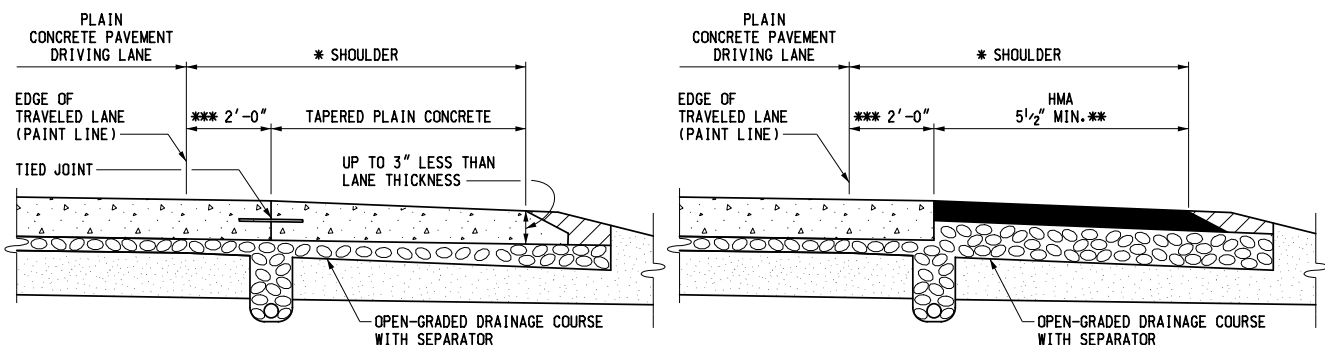 PLAIN
CONCRETE PAVEMENT
DRIVING LANE
* SHOULDER
EDGE OF
TRAVELED LANE
(PAINT LINE)
*** 2'-0"
TAPERED PLAIN CONCRETE
TIED JOINT
UP TO 3" LESS THAN
LANE THICKNESS
OPEN-GRADED DRAINAGE COURSE
WITH SEPARATOR
PLAIN
CONCRETE PAVEMENT
DRIVING LANE
* SHOULDER
EDGE OF
TRAVELED LANE
(PAINT LINE)
*** 2'-0"
HMA
5 1/2" MIN.**
OPEN-GRADED DRAINAGE COURSE
WITH SEPARATOR